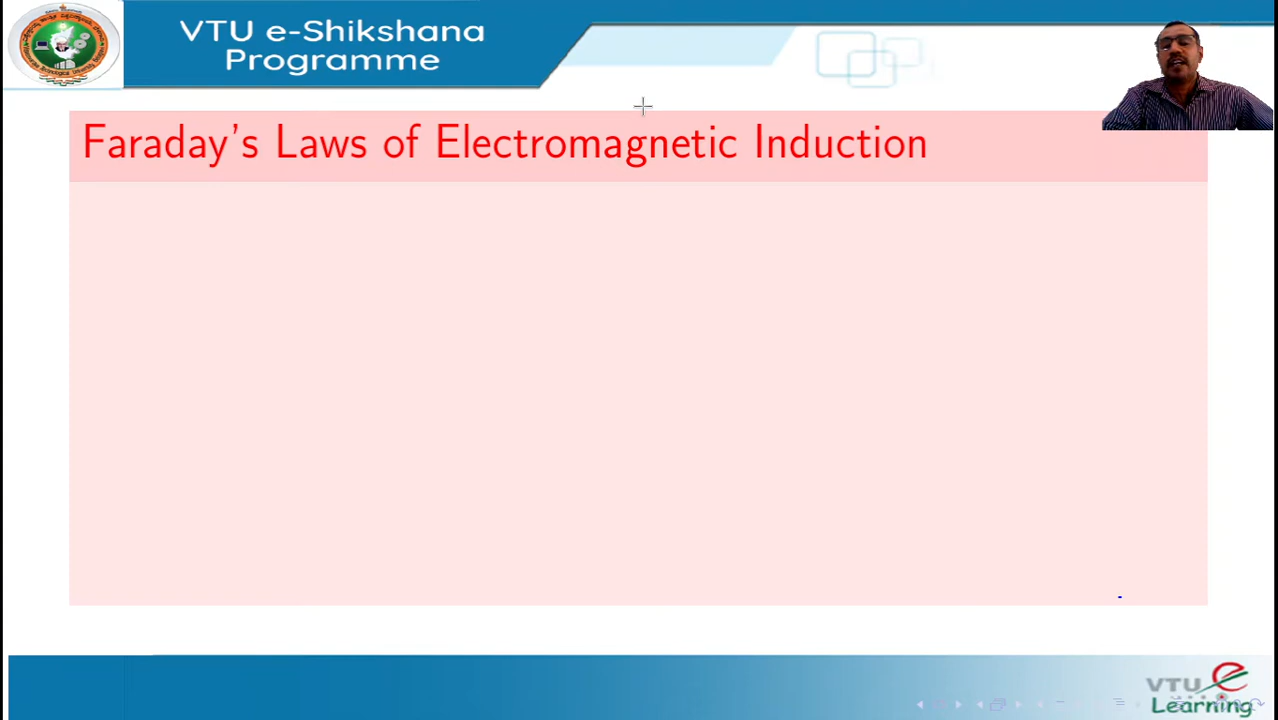 VTU e-Shikshana
Programme
Faraday's Laws of Electromagnetic Induction
VTU e
Learning